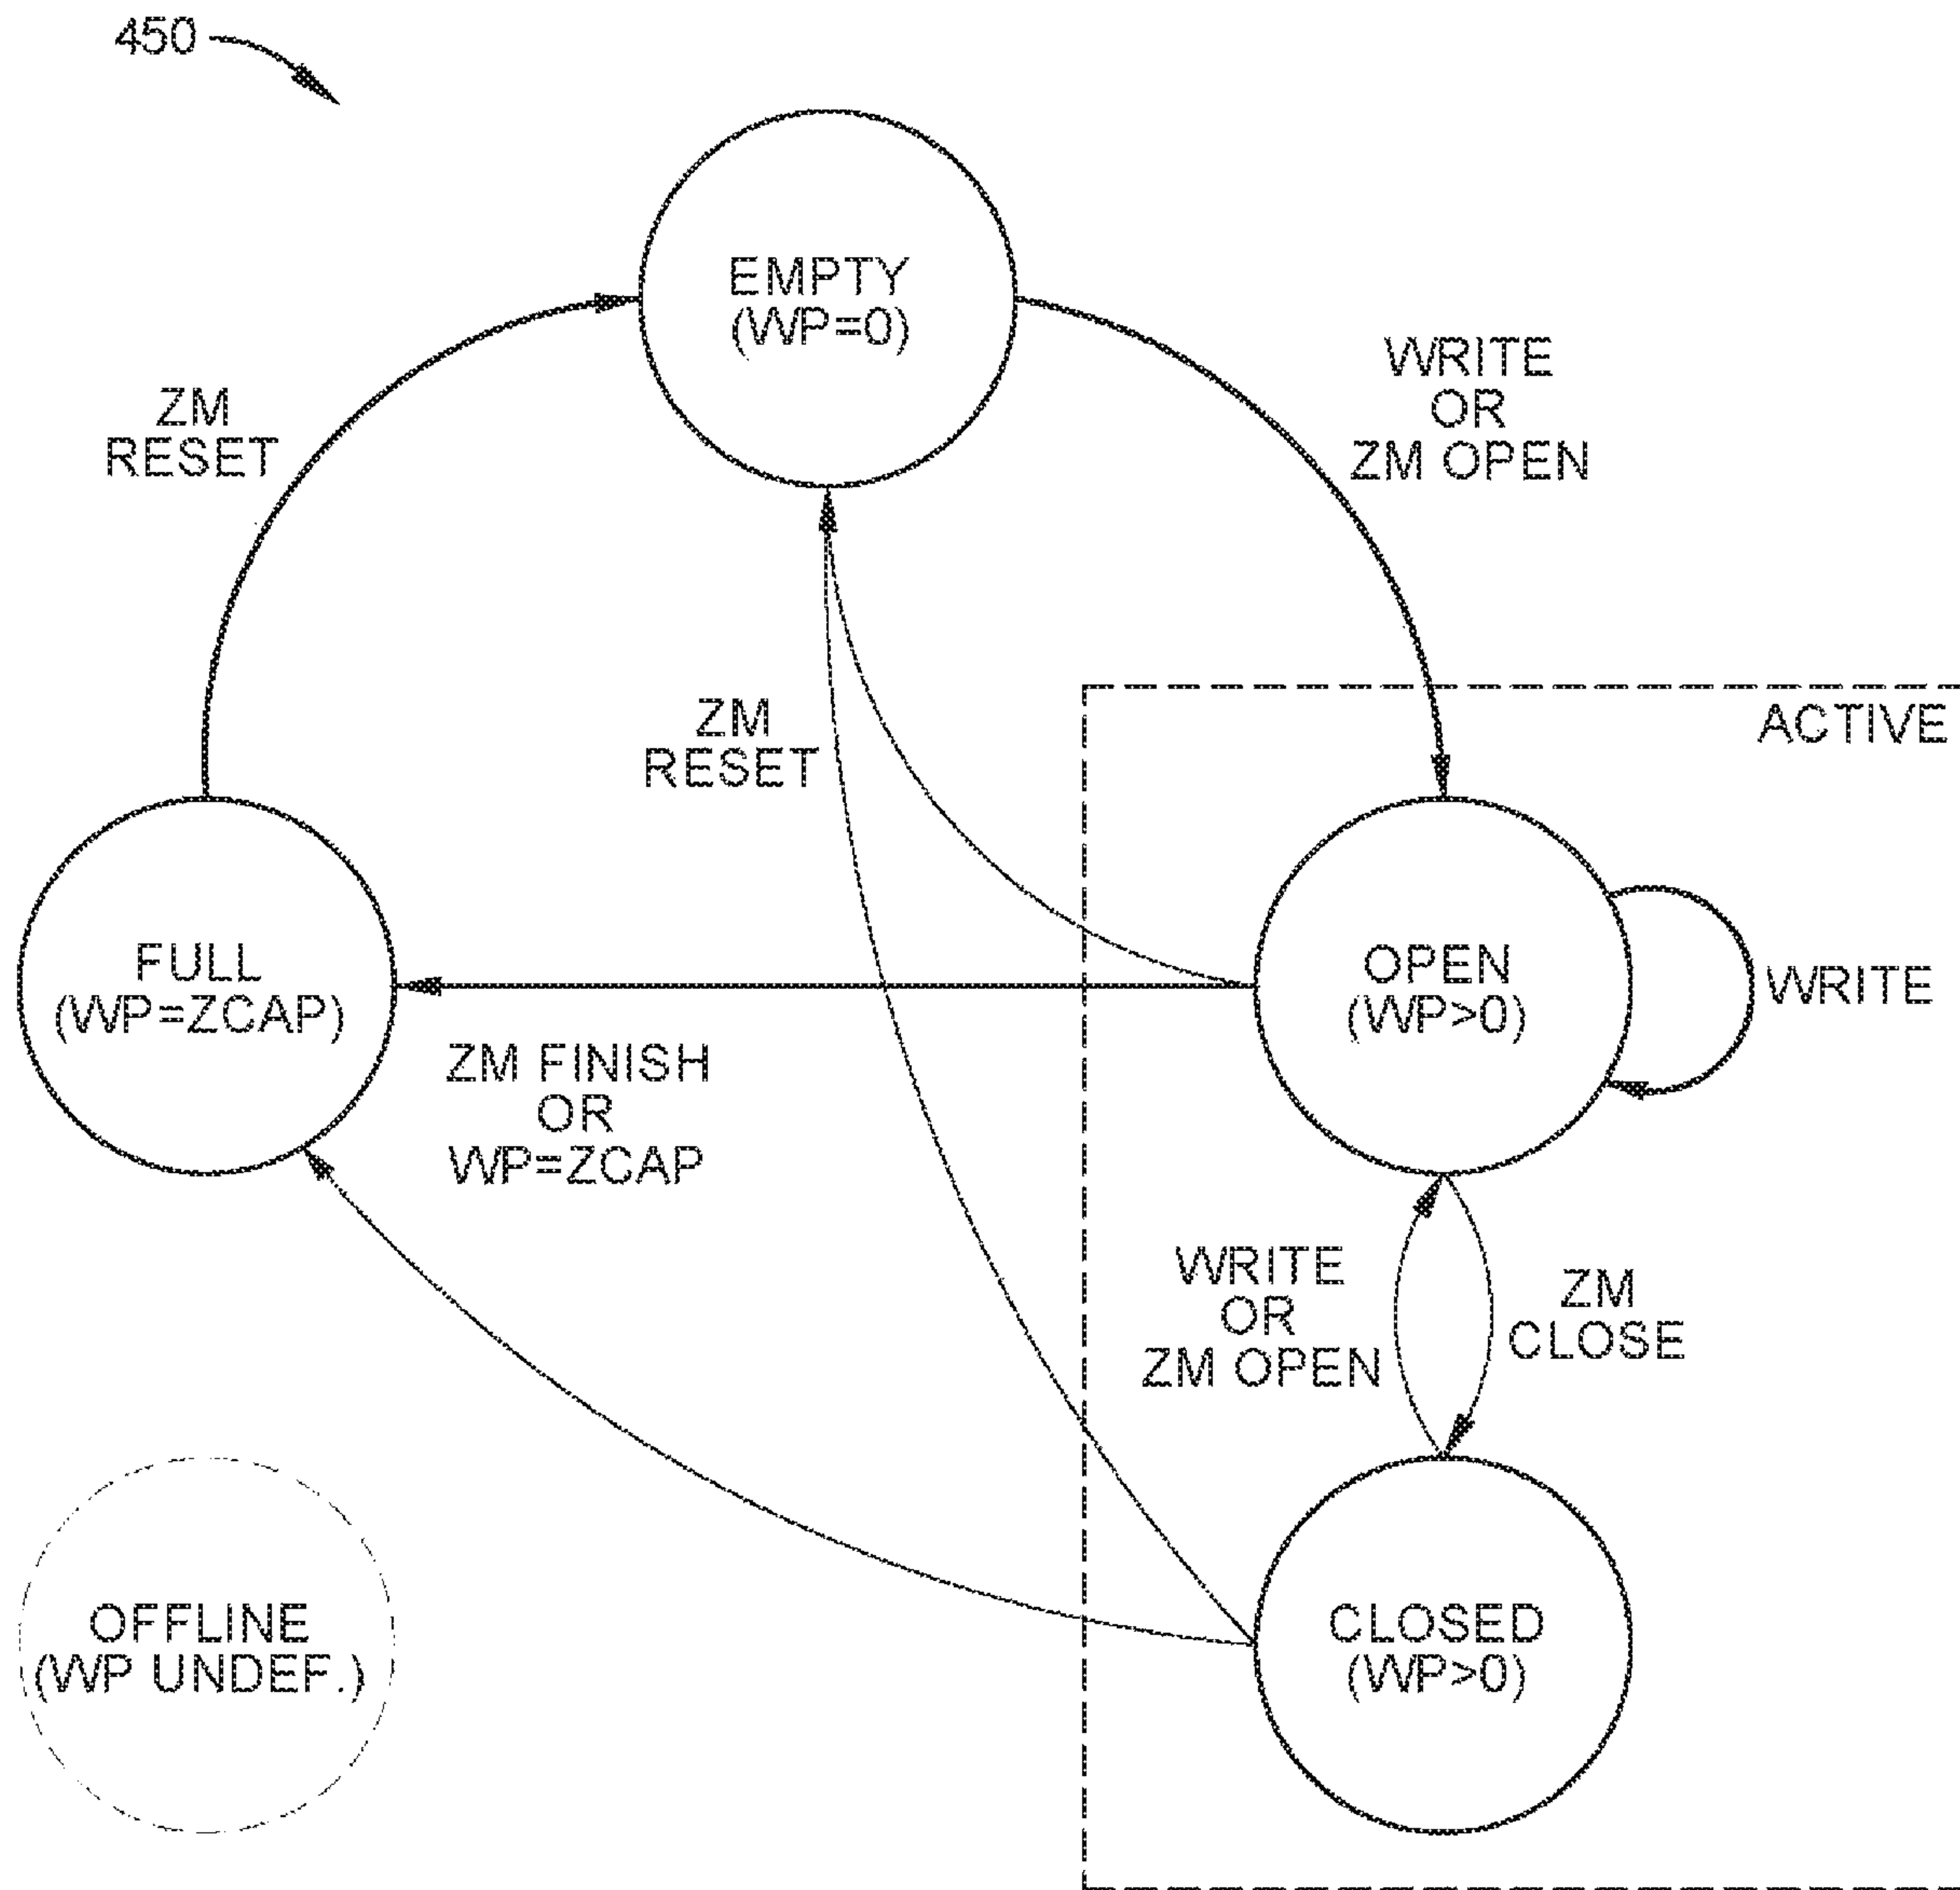 450
EMPTY
(WP=0)
WRITE
OR
ZM OPEN
ZM
RESET
ZM
RESET
ACTIVE
FULL
(WP=ZCAP)
OPEN
(WP>0)
WRITE
ZM FINISH
OR
WP=ZCAP
WRITE
OR
ZM OPEN
ZM
CLOSE
OFFLINE
(WP UNDEF.)
CLOSED
(WP>0)